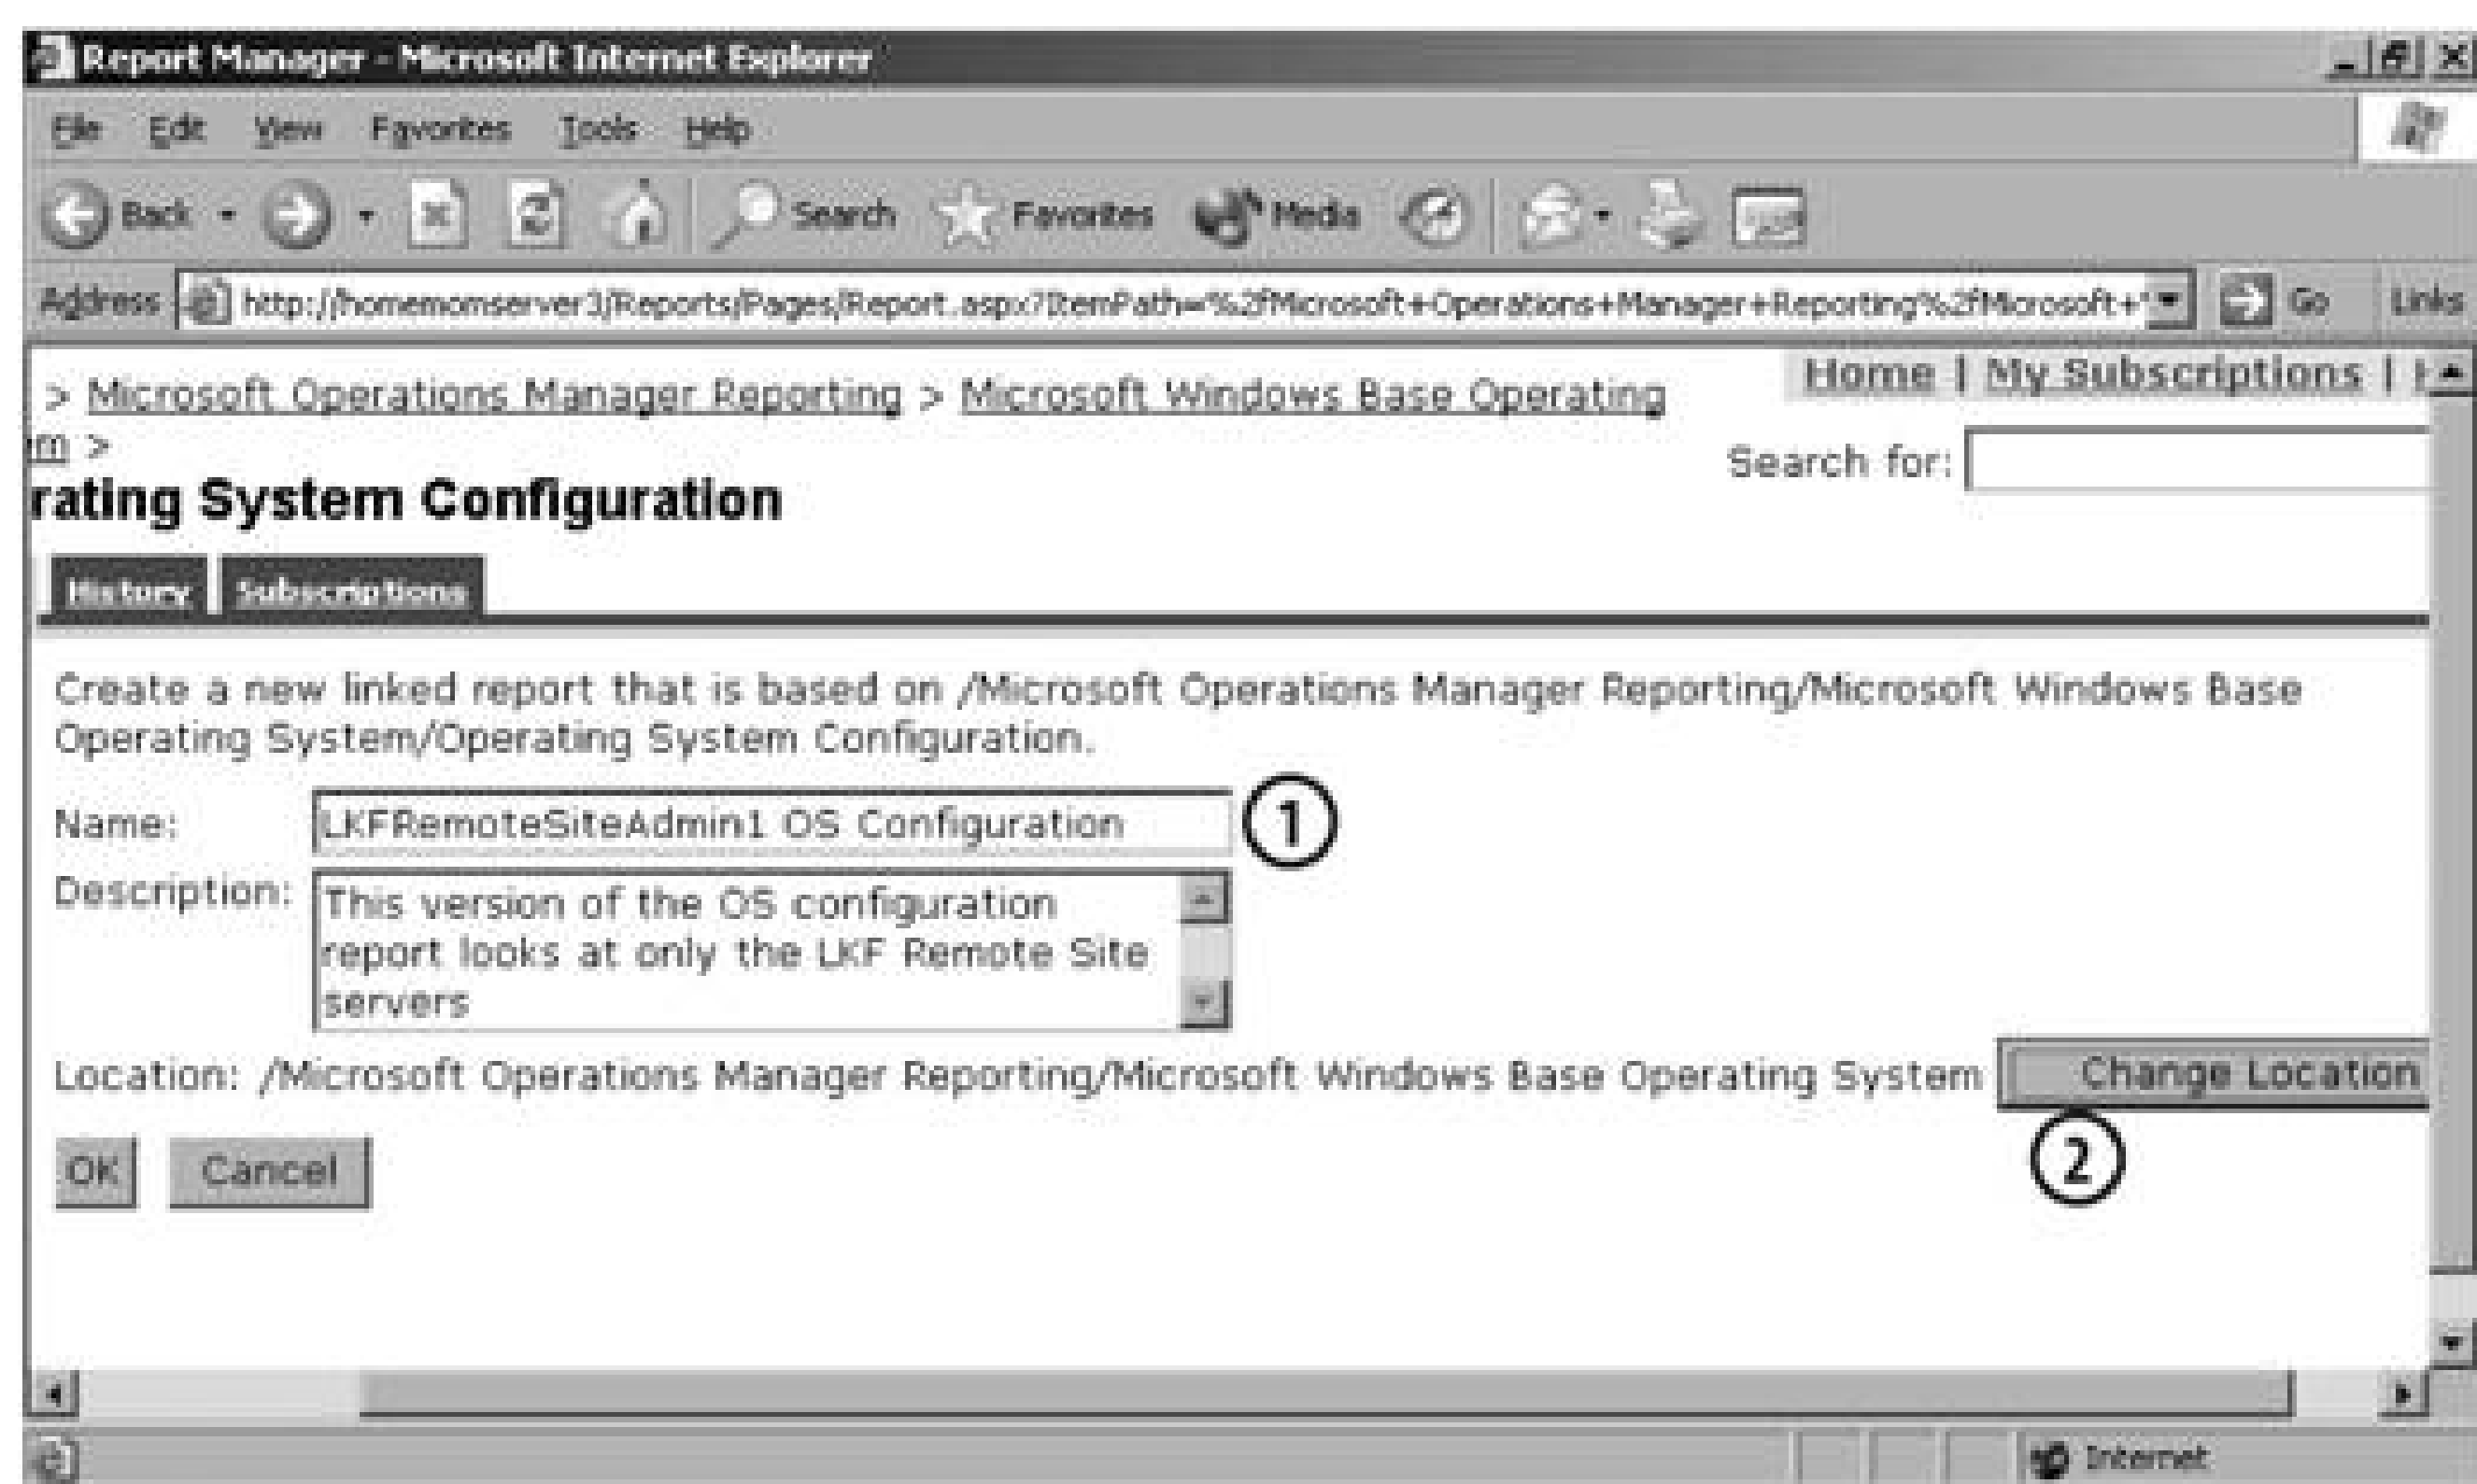 Report Manager - Microsoft Internet Explorer
File Edit View Favorites Tools Help
Back Search Favorites Media
Address http://homemomserver3/Reports/Pages/Report.aspx?ItemPath=%2fMicrosoft+Operations+Manager+Reporting%2fMicrosoft+ Go Links
> Microsoft Operations Manager Reporting > Microsoft Windows Base Operating
m >
Home | My Subscriptions |
Search for:
rating System Configuration
History Subscriptions
Create a new linked report that is based on /Microsoft Operations Manager Reporting/Microsoft Windows Base
Operating System/Operating System Configuration.
Name: LKFRemoteSiteAdmin1 OS Configuration 1
Description: This version of the OS configuration
report looks at only the LKF Remote Site
servers
Location: /Microsoft Operations Manager Reporting/Microsoft Windows Base Operating System Change Location
2
OK Cancel
Internet